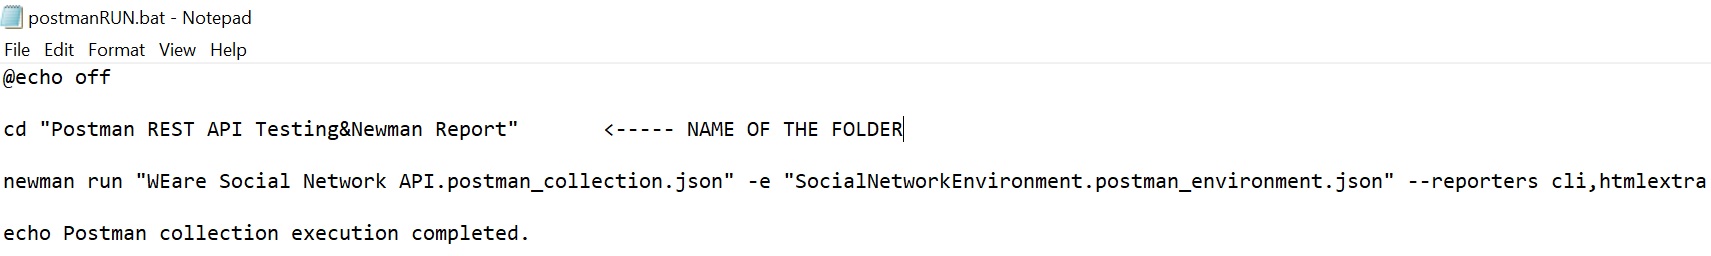 postmanRUN.bat - Notepad
File Edit Format View Help
@echo off
cd "Postman REST API Testing&Newman Report" <----- NAME OF THE FOLDER
newman run "WEare Social Network API.postman_collection.json" -e "SocialNetworkEnvironment.postman_environment.json" --reporters cli,htmlextra
echo Postman collection execution completed.